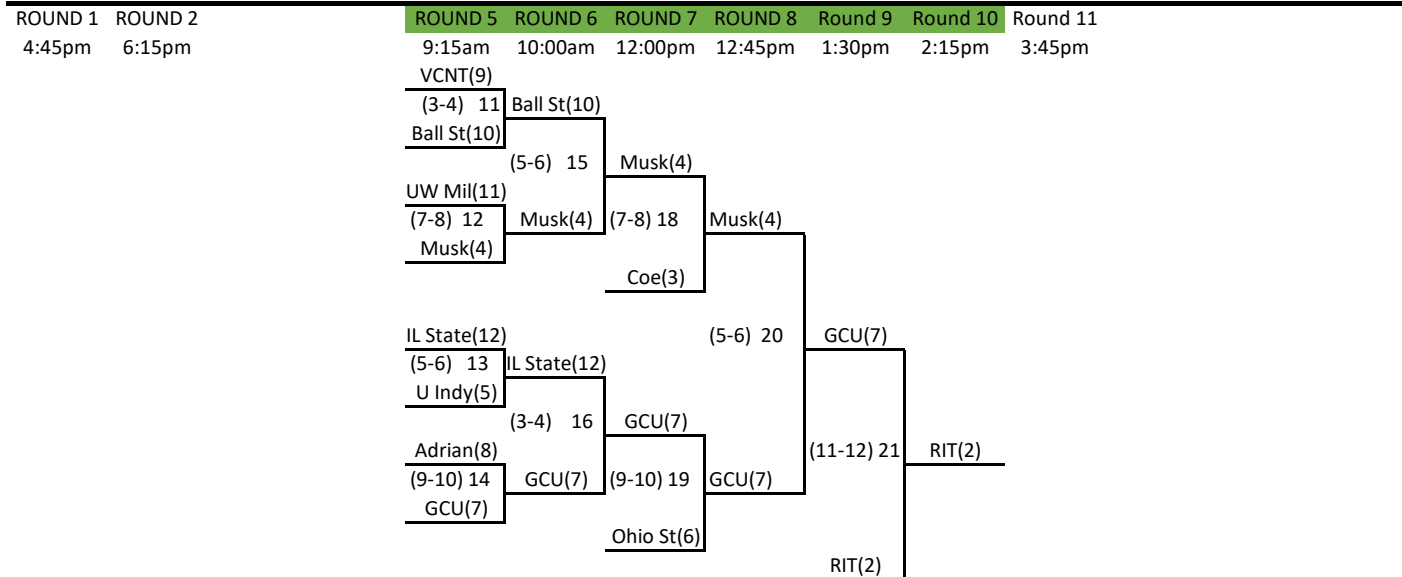 ROUND 1 ROUND 2 ROUND 5 ROUND 6 ROUND 7 ROUND 8 Round 9 Round 10 Round 11
4:45pm 6:15pm 9:15am 10:00am 12:00pm 12:45pm 1:30pm 2:15pm 3:45pm
VCNT(9)
(3-4) 11 Ball St(10)
Ball St(10)
(5-6) 15 Musk(4)
UW Mil(11)
(7-8) 12 Musk(4) (7-8) 18 Musk(4)
Musk(4)
Coe(3)
IL State(12) (5-6) 20 GCU(7)
(5-6) 13 IL State(12)
U Indy(5)
(3-4) 16 GCU(7)
Adrian(8) (11-12) 21 RIT(2)
(9-10) 14 GCU(7) (9-10) 19 GCU(7)
GCU(7)
Ohio St(6)
RIT(2)